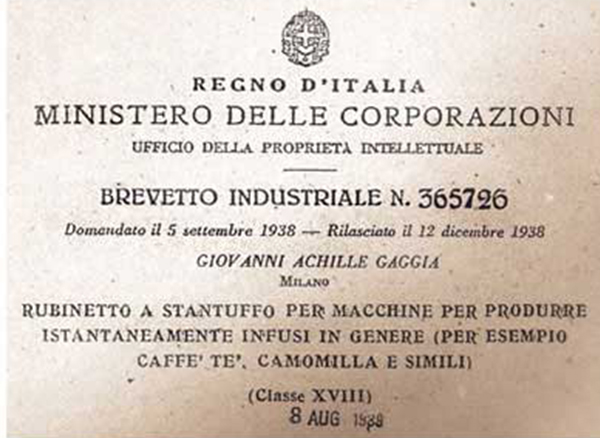 REGNO D'ITALIA
MINISTERO DELLE CORPORAZIONI
UFFICIO DELLA PROPRIETÀ INTELLETTUALE
BREVETTO INDUSTRIALE N. 365726
Domandato il 5 settembre 1938 — Rilasciato il 12 dicembre 1938
GIOVANNI ACHILLE GAGGIA
MILANO
RUBINETTO A STANTUFFO PER MACCHINE PER PRODURRE
ISTANTANEAMENTE INFUSI IN GENERE (PER ESEMPIO
CAFFE' TE', CAMOMILLA E SIMILI)
(Classe XVIII)
8 AUG 1939